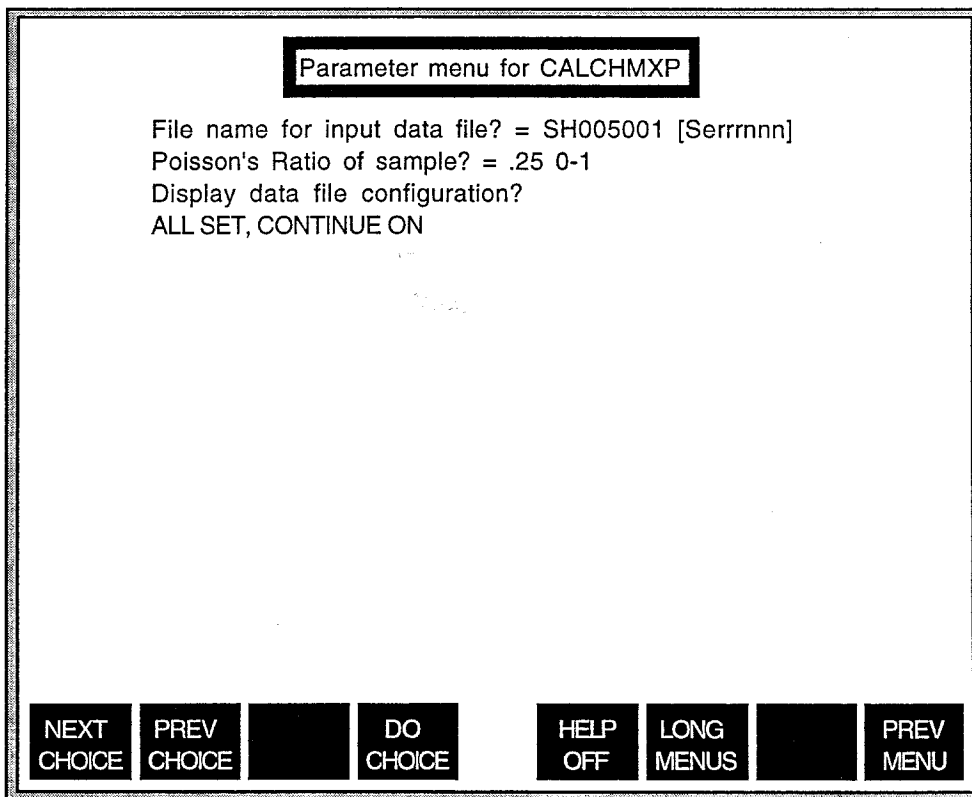 Parameter menu for CALCHMXP
File name for input data file? = SH005001 [Serrrnnn]
Poisson's Ratio of sample? = .25 0-1
Display data file configuration?
ALL SET, CONTINUE ON
NEXT CHOICE
PREV CHOICE
DO CHOICE
HELP OFF
LONG MENUS
PREV MENU